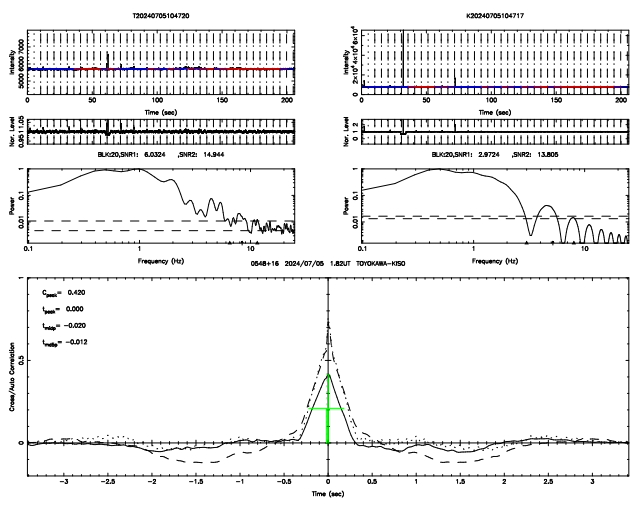 T20240705104720
K20240705104717
Intensity
5000 6000 7000
0 50 100 150 200
Time (sec)
Intensity
2×10⁴ 4×10⁴ 6×10⁴
0 50 100 150 200
Time (sec)
Nor. Level
0.95 1.05
Nor. Level
0 1 2
BLK:20,SNR1: 6.0324 ,SNR2: 14.944
BLK:20,SNR1: 2.9724 ,SNR2: 13.805
Power
1
0.1
0.01
0.1 1 10
Frequency (Hz)
Power
1
0.1
0.01
0.1 1 10
Frequency (Hz)
0548+16 2024/07/05 1.82UT TOYOKAWA-KISO
Cross/Auto Correlation
1
0.5
0
C_peak= 0.420
t_peak= 0.000
t_midp= -0.020
t_mdSp= -0.012
-3 -2.5 -2 -1.5 -1 -0.5 0 0.5 1 1.5 2 2.5 3
Time (sec)